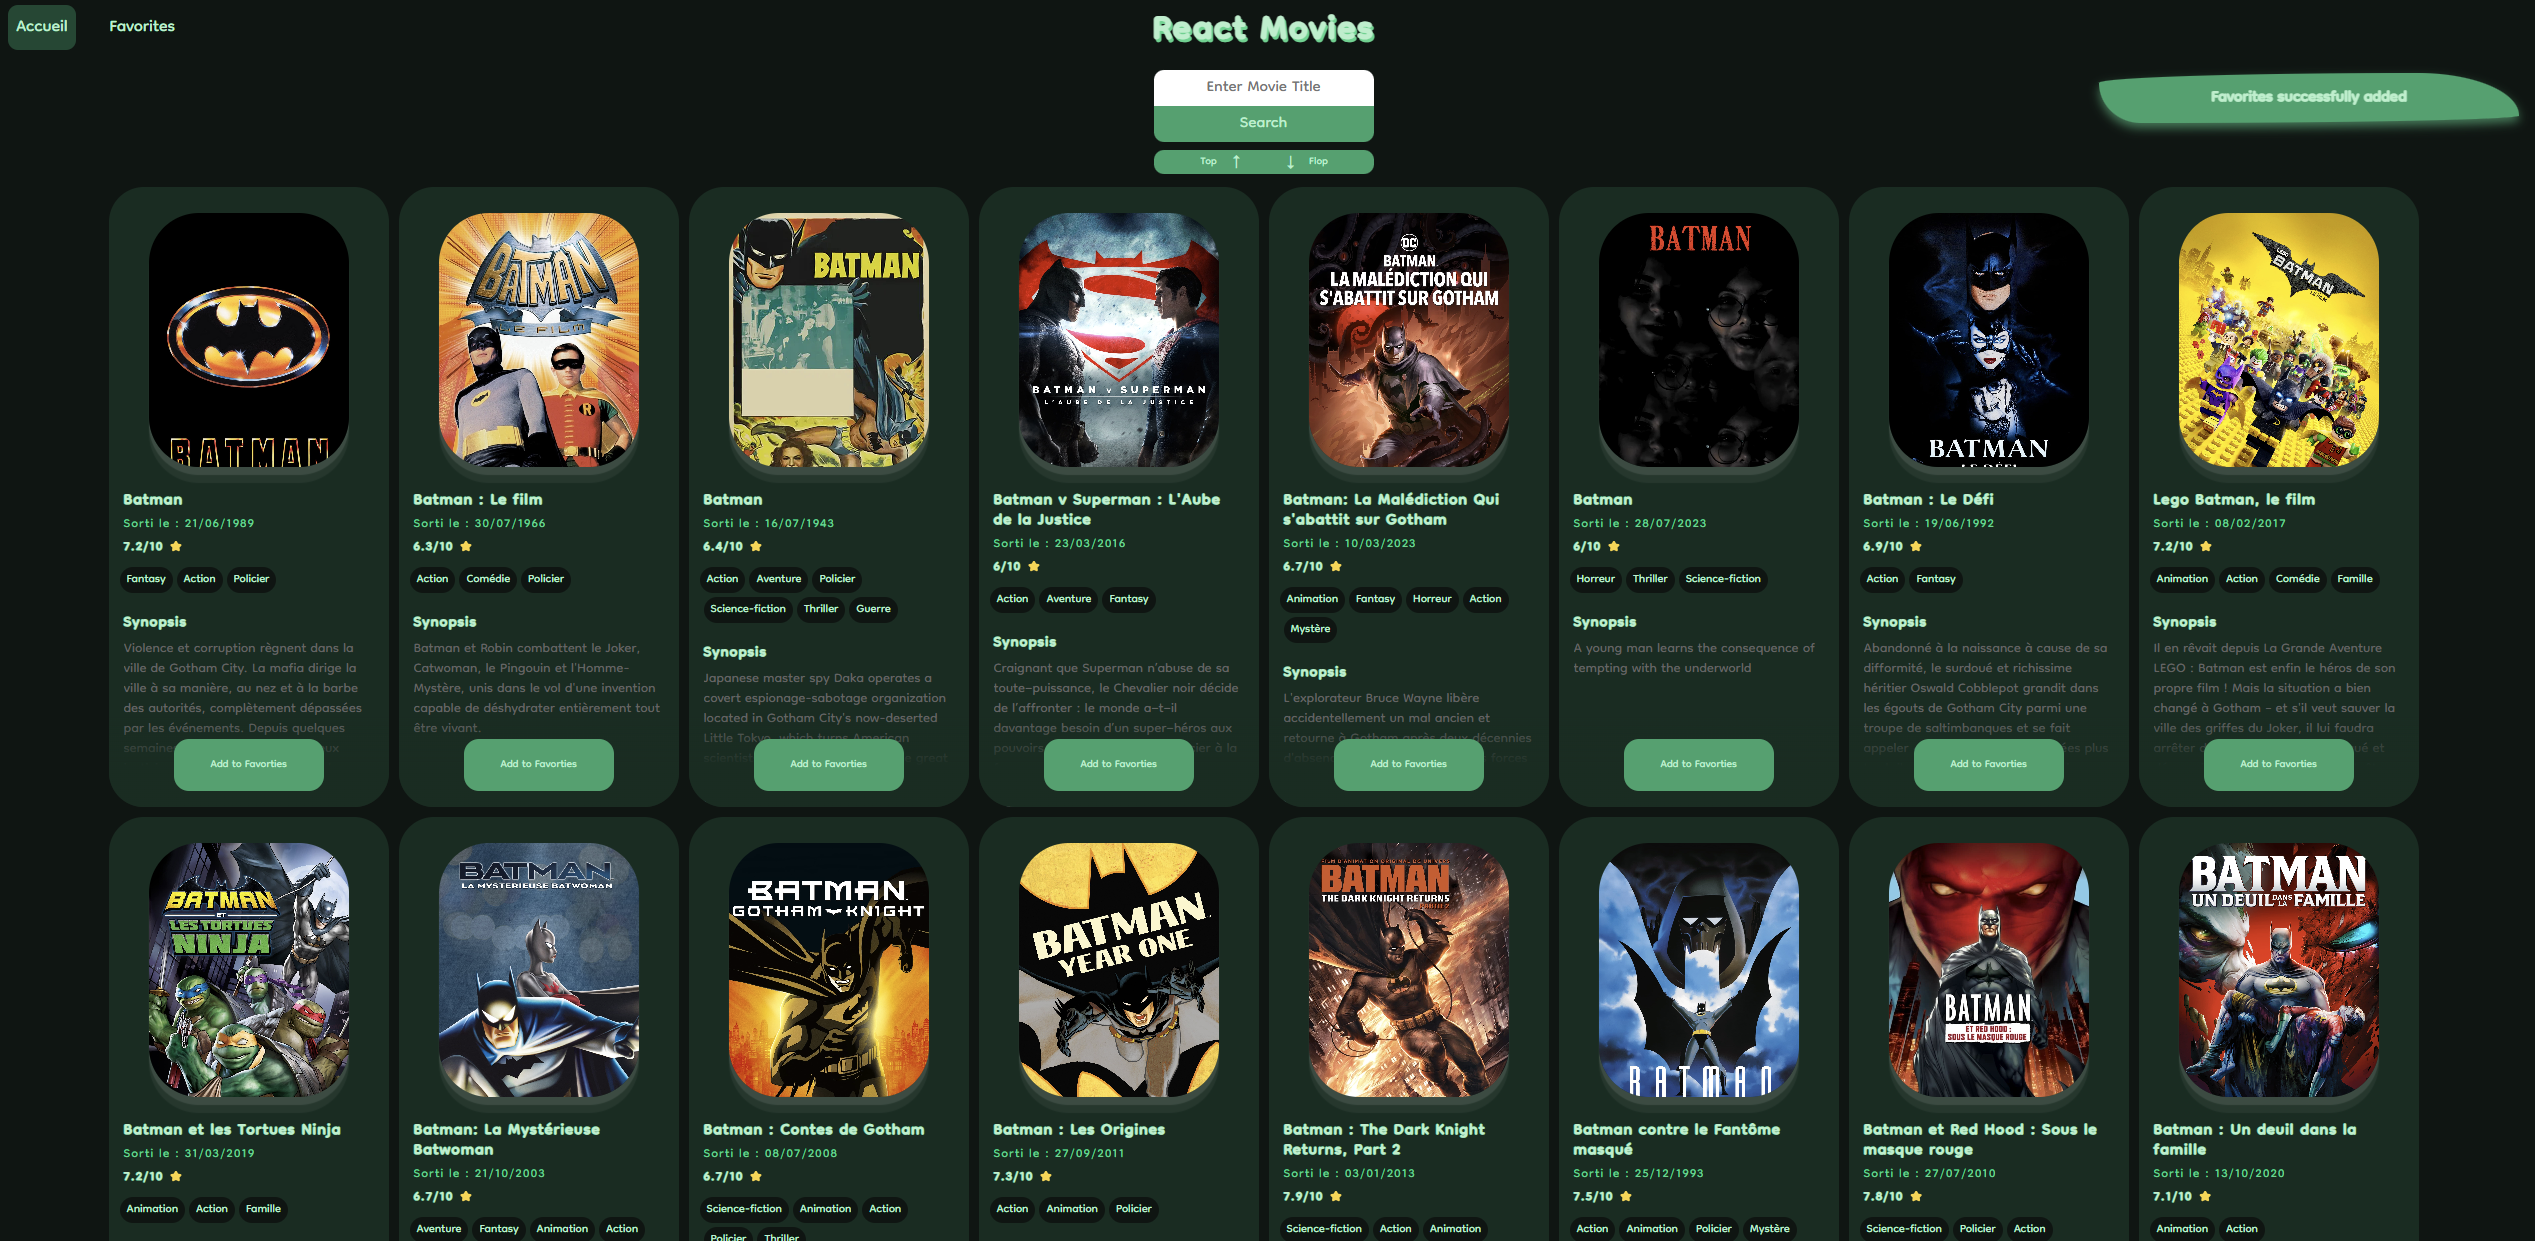 Accueil
Favorites
React Movies
Enter Movie Title
Search
Top ↑ ↓ Flop
Favorites successfully added
BATMAN
Batman
Sorti le : 21/06/1989
7.2/10
Fantasy Action Policier
Synopsis
Violence et corruption règnent dans la
ville de Gotham City. La mafia dirige la
ville à sa manière, au nez et à la barbe
des autorités, complètement dépassées
par les événements. Depuis quelques
Add to Favorties
BATMAN
LE FILM
Batman : Le film
Sorti le : 30/07/1966
6.3/10
Action Comédie Policier
Synopsis
Batman et Robin combattent le Joker,
Catwoman, le Pingouin et l'Homme-
Mystère, unis dans le vol d'une invention
capable de déshydrater entièrement tout
être vivant.
Add to Favorties
BATMAN
Batman
Sorti le : 16/07/1943
6.4/10
Action Aventure Policier
Science-fiction Thriller Guerre
Synopsis
Japanese master spy Daka operates a
covert espionage-sabotage organization
located in Gotham City's now-deserted
Little Tokyo, which turns American
great
Add to Favorties
BATMAN v SUPERMAN
L'AUBE DE LA JUSTICE
Batman v Superman : L'Aube
de la Justice
Sorti le : 23/03/2016
6/10
Action Aventure Fantasy
Synopsis
Craignant que Superman n'abuse de sa
toute-puissance, le Chevalier noir décide
de l'affronter : le monde a-t-il
davantage besoin d'un super-héros aux
pouvoirs à la
Add to Favorties
DC
BATMAN
LA MALÉDICTION QUI
S'ABATTIT SUR GOTHAM
Batman: La Malédiction Qui
s'abattit sur Gotham
Sorti le : 10/03/2023
6.7/10
Animation Fantasy Horreur Action
Mystère
Synopsis
L'explorateur Bruce Wayne libère
accidentellement un mal ancien et
retourne à Gotham après deux décennies
forces
Add to Favorties
BATMAN
Batman
Sorti le : 28/07/2023
6/10
Horreur Thriller Science-fiction
Synopsis
A young man learns the consequence of
tempting with the underworld
Add to Favorties
BATMAN
LE DÉFI
Batman : Le Défi
Sorti le : 19/06/1992
6.9/10
Action Fantasy
Synopsis
Abandonné à la naissance à cause de sa
difformité, le surdoué et richissime
héritier Oswald Cobblepot grandit dans
les égouts de Gotham City parmi une
troupe de saltimbanques et se fait
appeler plus
Add to Favorties
LEGO
BATMAN
LE FILM
Lego Batman, le film
Sorti le : 08/02/2017
7.2/10
Animation Action Comédie Famille
Synopsis
Il en rêvait depuis La Grande Aventure
LEGO : Batman est enfin le héros de son
propre film ! Mais la situation a bien
changé à Gotham - et s'il veut sauver la
ville des griffes du Joker, il lui faudra
arrêter et
Add to Favorties
BATMAN
ET
LES TORTUES
NINJA
Batman et les Tortues Ninja
Sorti le : 31/03/2019
7.2/10
Animation Action Famille
BATMAN
LA MYSTERIEUSE BATWOMAN
Batman: La Mystérieuse
Batwoman
Sorti le : 21/10/2003
6.7/10
Aventure Fantasy Animation Action
BATMAN
GOTHAM KNIGHT
Batman : Contes de Gotham
Sorti le : 08/07/2008
6.7/10
Science-fiction Animation Action
Policier Thriller
BATMAN
YEAR ONE
Batman : Les Origines
Sorti le : 27/09/2011
7.3/10
Action Animation Policier
FILM D'ANIMATION ORIGINAL DC UNIVERS
BATMAN
THE DARK KNIGHT RETURNS
Batman : The Dark Knight
Returns, Part 2
Sorti le : 03/01/2013
7.9/10
Science-fiction Action Animation
BATMAN
Batman contre le Fantôme
masqué
Sorti le : 25/12/1993
7.5/10
Action Animation Policier Mystère
BATMAN
ET RED HOOD :
SOUS LE MASQUE ROUGE
Batman et Red Hood : Sous le
masque rouge
Sorti le : 27/07/2010
7.8/10
Science-fiction Policier Action
BATMAN
UN DEUIL DANS LA FAMILLE
Batman : Un deuil dans la
famille
Sorti le : 13/10/2020
7.1/10
Animation Action